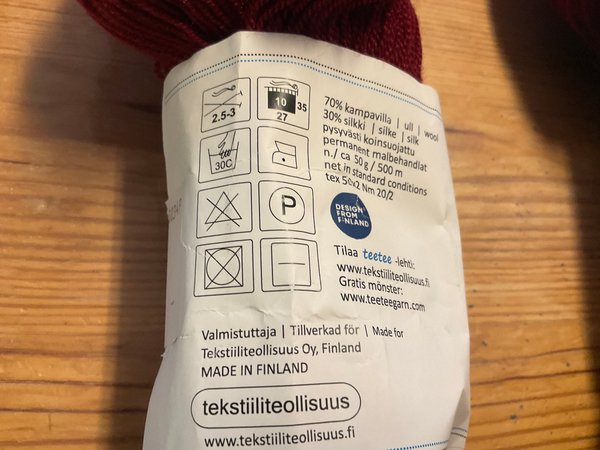 2.5-3
10
35
27
30C
P
70% kampavilla | ull | wool
30% silkki | silke | silk
pysyvästi koinsuojattu
permanent malbehandlat
n./ ca 50 g / 500 m
net in standard conditions
tex 50x2 Nm 20/2
DESIGN
FROM
FINLAND
Tilaa teetee -lehti:
www.tekstiiliteollisuus.fi
Gratis mönster:
www.teeteegarn.com
Valmistuttaja | Tillverkad för | Made for
Tekstiiliteollisuus Oy, Finland
MADE IN FINLAND
tekstiiliteollisuus
www.tekstiiliteollisuus.fi